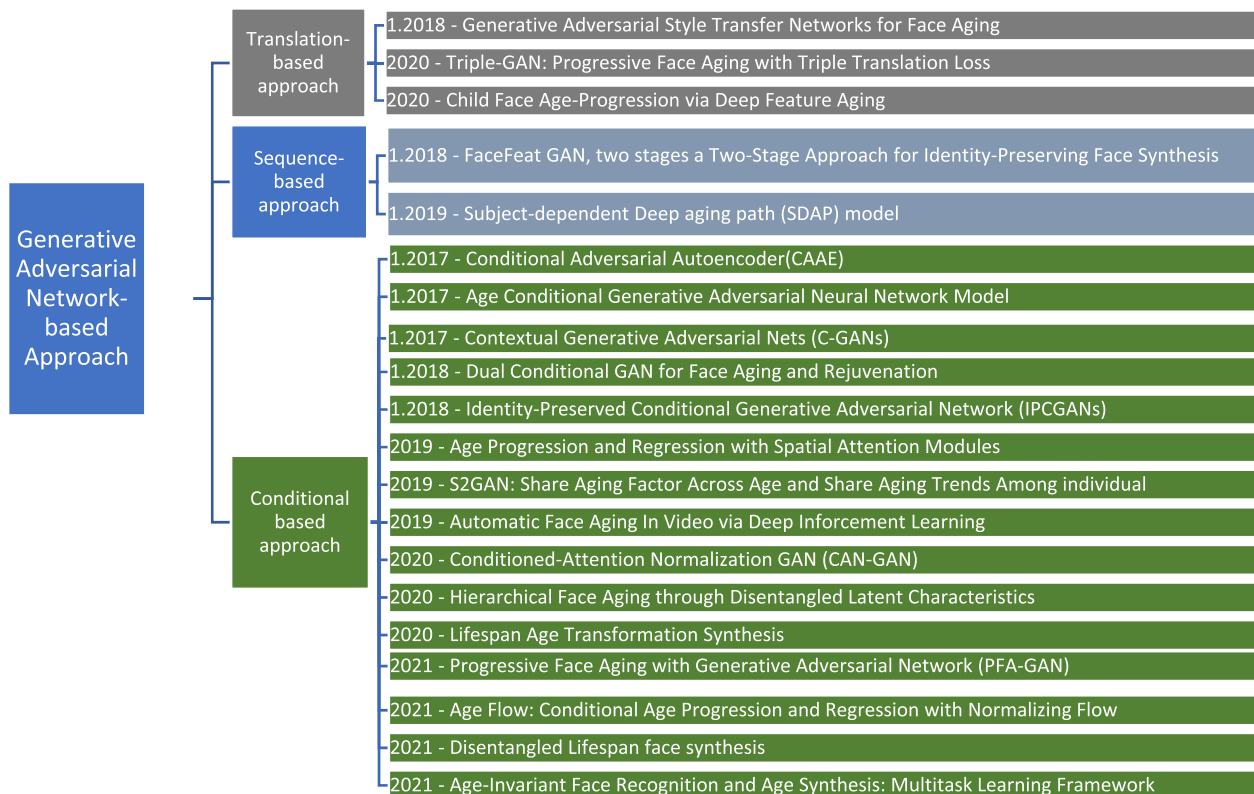 Generative
Adversarial
Network-
based
Approach
Translation-
based
approach
1.2018 - Generative Adversarial Style Transfer Networks for Face Aging
2020 - Triple-GAN: Progressive Face Aging with Triple Translation Loss
2020 - Child Face Age-Progression via Deep Feature Aging
Sequence-
based
approach
1.2018 - FaceFeat GAN, two stages a Two-Stage Approach for Identity-Preserving Face Synthesis
1.2019 - Subject-dependent Deep aging path (SDAP) model
Conditional
based
approach
1.2017 - Conditional Adversarial Autoencoder(CAAE)
1.2017 - Age Conditional Generative Adversarial Neural Network Model
1.2017 - Contextual Generative Adversarial Nets (C-GANs)
1.2018 - Dual Conditional GAN for Face Aging and Rejuvenation
1.2018 - Identity-Preserved Conditional Generative Adversarial Network (IPCGANs)
2019 - Age Progression and Regression with Spatial Attention Modules
2019 - S2GAN: Share Aging Factor Across Age and Share Aging Trends Among individual
2019 - Automatic Face Aging In Video via Deep Inforcement Learning
2020 - Conditioned-Attention Normalization GAN (CAN-GAN)
2020 - Hierarchical Face Aging through Disentangled Latent Characteristics
2020 - Lifespan Age Transformation Synthesis
2021 - Progressive Face Aging with Generative Adversarial Network (PFA-GAN)
2021 - Age Flow: Conditional Age Progression and Regression with Normalizing Flow
2021 - Disentangled Lifespan face synthesis
2021 - Age-Invariant Face Recognition and Age Synthesis: Multitask Learning Framework